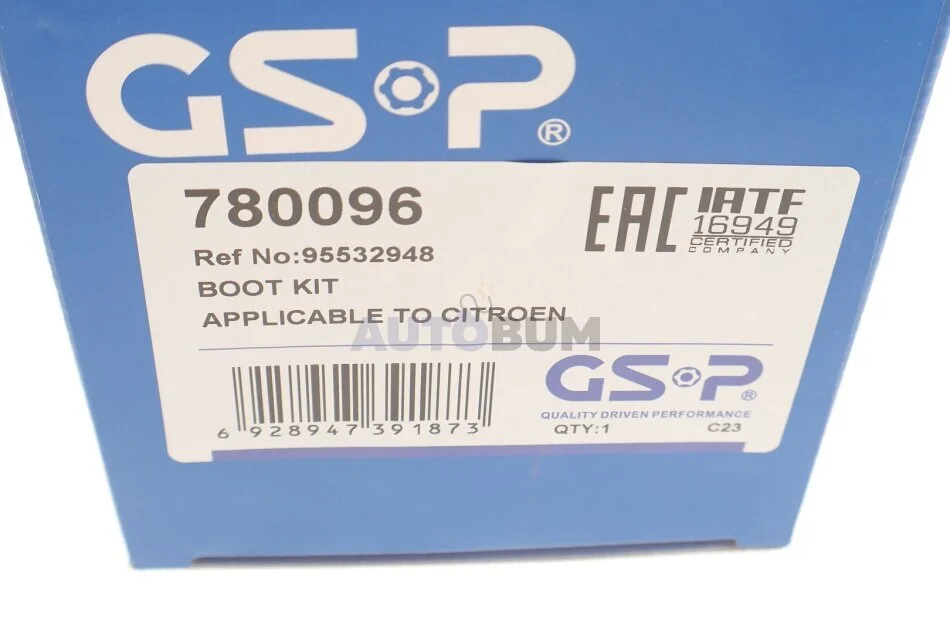 GS•P®
780096
Ref No:95532948
BOOT KIT
APPLICABLE TO CITROEN
EAC
IATF
16949
CERTIFIED
COMPANY
AUTOBUM
6 928947 391873
GS•P®
QUALITY DRIVEN PERFORMANCE
QTY:1 C23